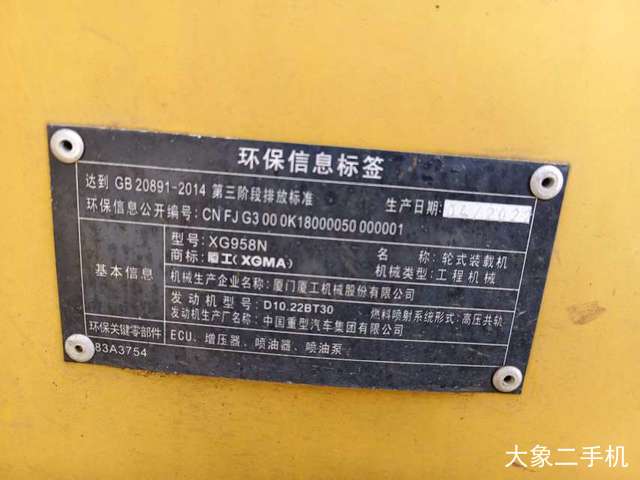 环保信息标签
达到 GB 20891-2014 第三阶段排放标准 生产日期:
环保信息公开编号: CN FJ G3 00 0K18000050 000001
基本信息
型号: XG958N 名 称: 轮式装载机
商标: 厦工(XGMA) 机械类型: 工程机械
机械生产企业名称: 厦门厦工机械股份有限公司
发动机型号: D10.22BT30 燃料喷射系统形式: 高压共轨
发动机生产厂名称: 中国重型汽车集团有限公司
环保关键零部件 ECU、增压器、喷油器、喷油泵
83A3754
大象二手机